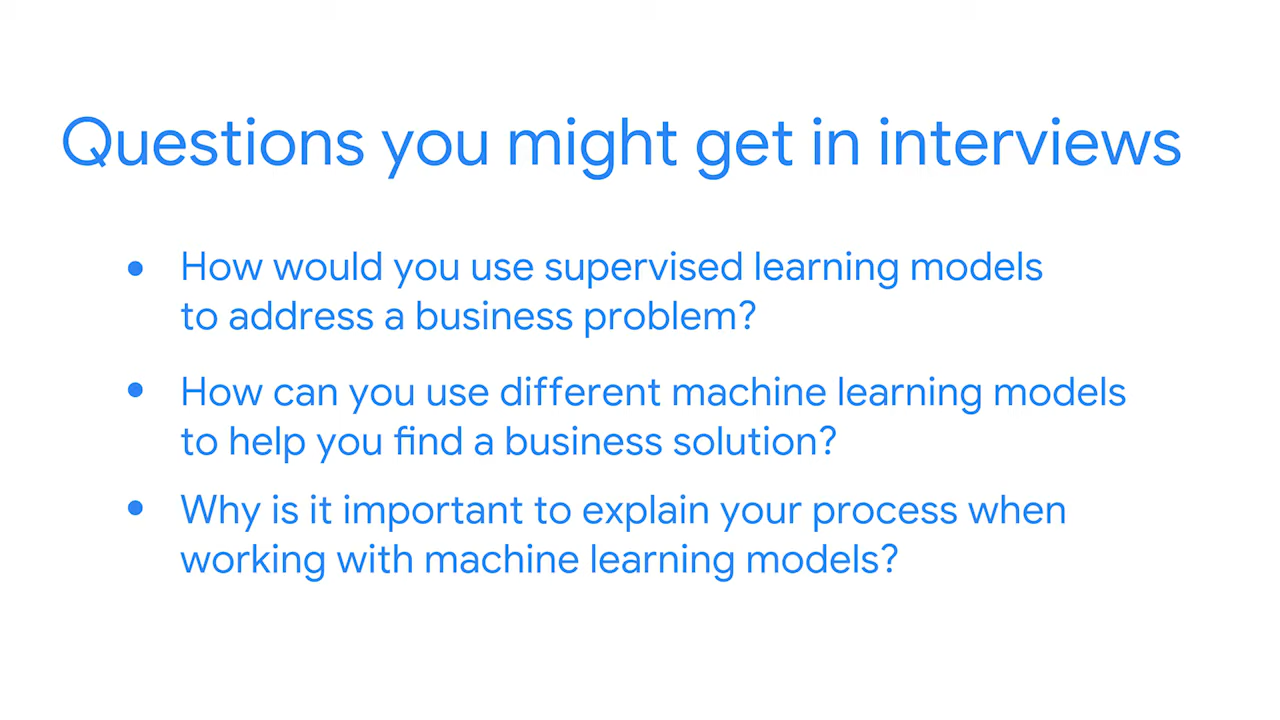 Questions you might get in interviews
• How would you use supervised learning models
to address a business problem?
• How can you use different machine learning models
to help you find a business solution?
• Why is it important to explain your process when
working with machine learning models?